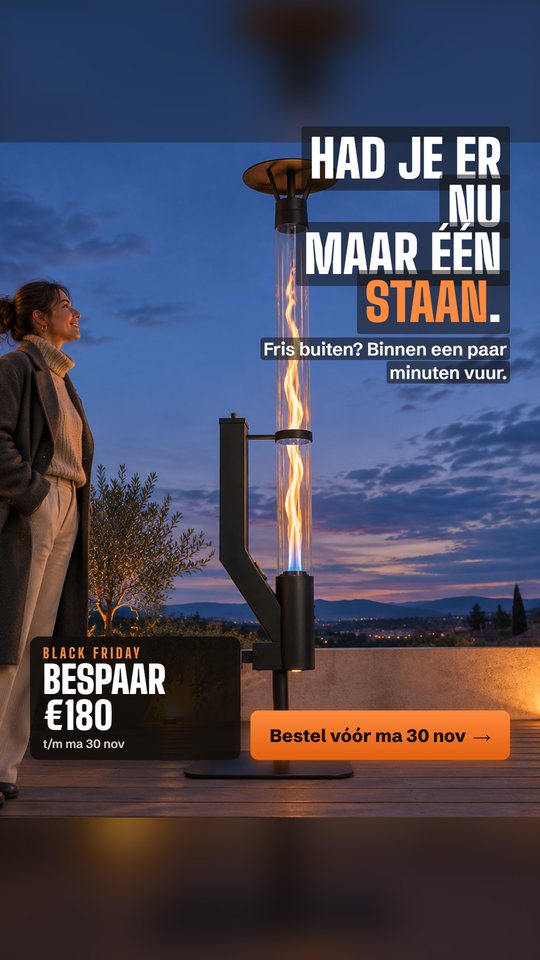 HAD JE ER
NU
MAAR ÉÉN
STAAN.
Fris buiten? Binnen een paar
minuten vuur.
BLACK FRIDAY
BESPAAR
€180
t/m ma 30 nov
Bestel vóór ma 30 nov →